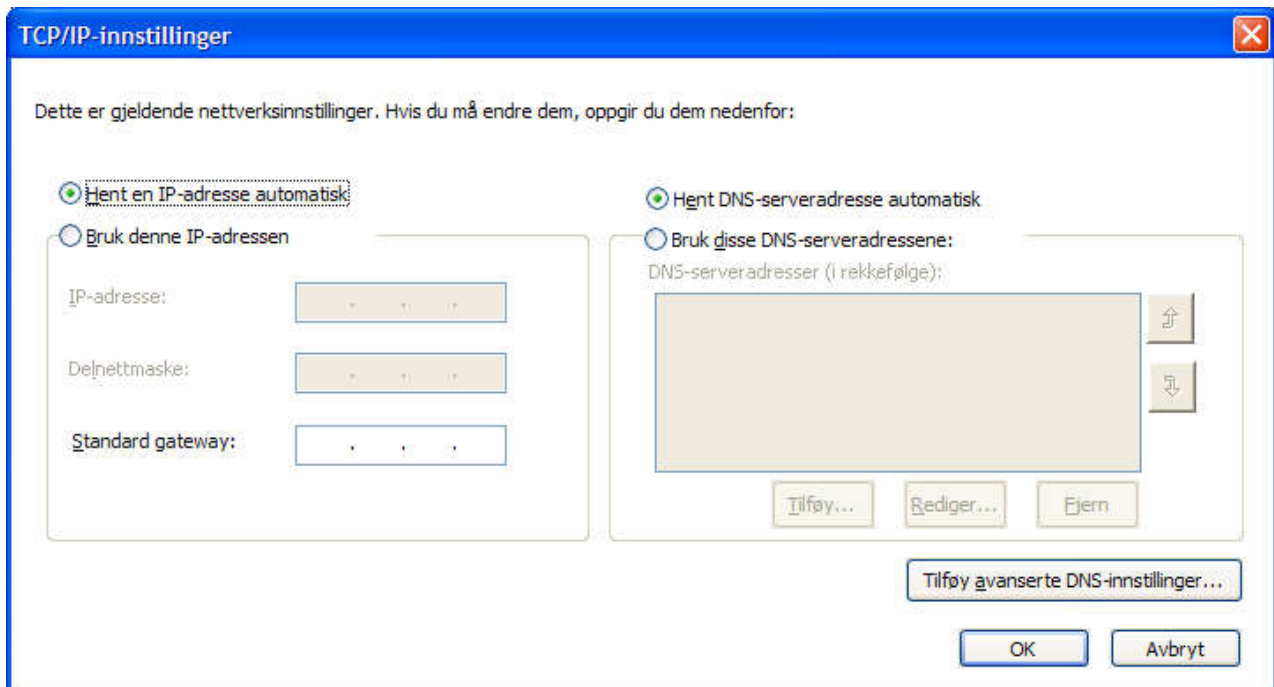 TCP/IP-innstillinger
Dette er gjeldende nettverksinnstillinger. Hvis du må endre dem, oppgir du dem nedenfor:
Hent en IP-adresse automatisk
Bruk denne IP-adressen
IP-adresse:
Delnettmaske:
Standard gateway:
Hent DNS-serveradresse automatisk
Bruk disse DNS-serveradressene:
DNS-serveradresser (i rekkefølge):
Tilføy...
Rediger...
Fjern
Tilføy avanserte DNS-innstillinger...
OK
Avbryt